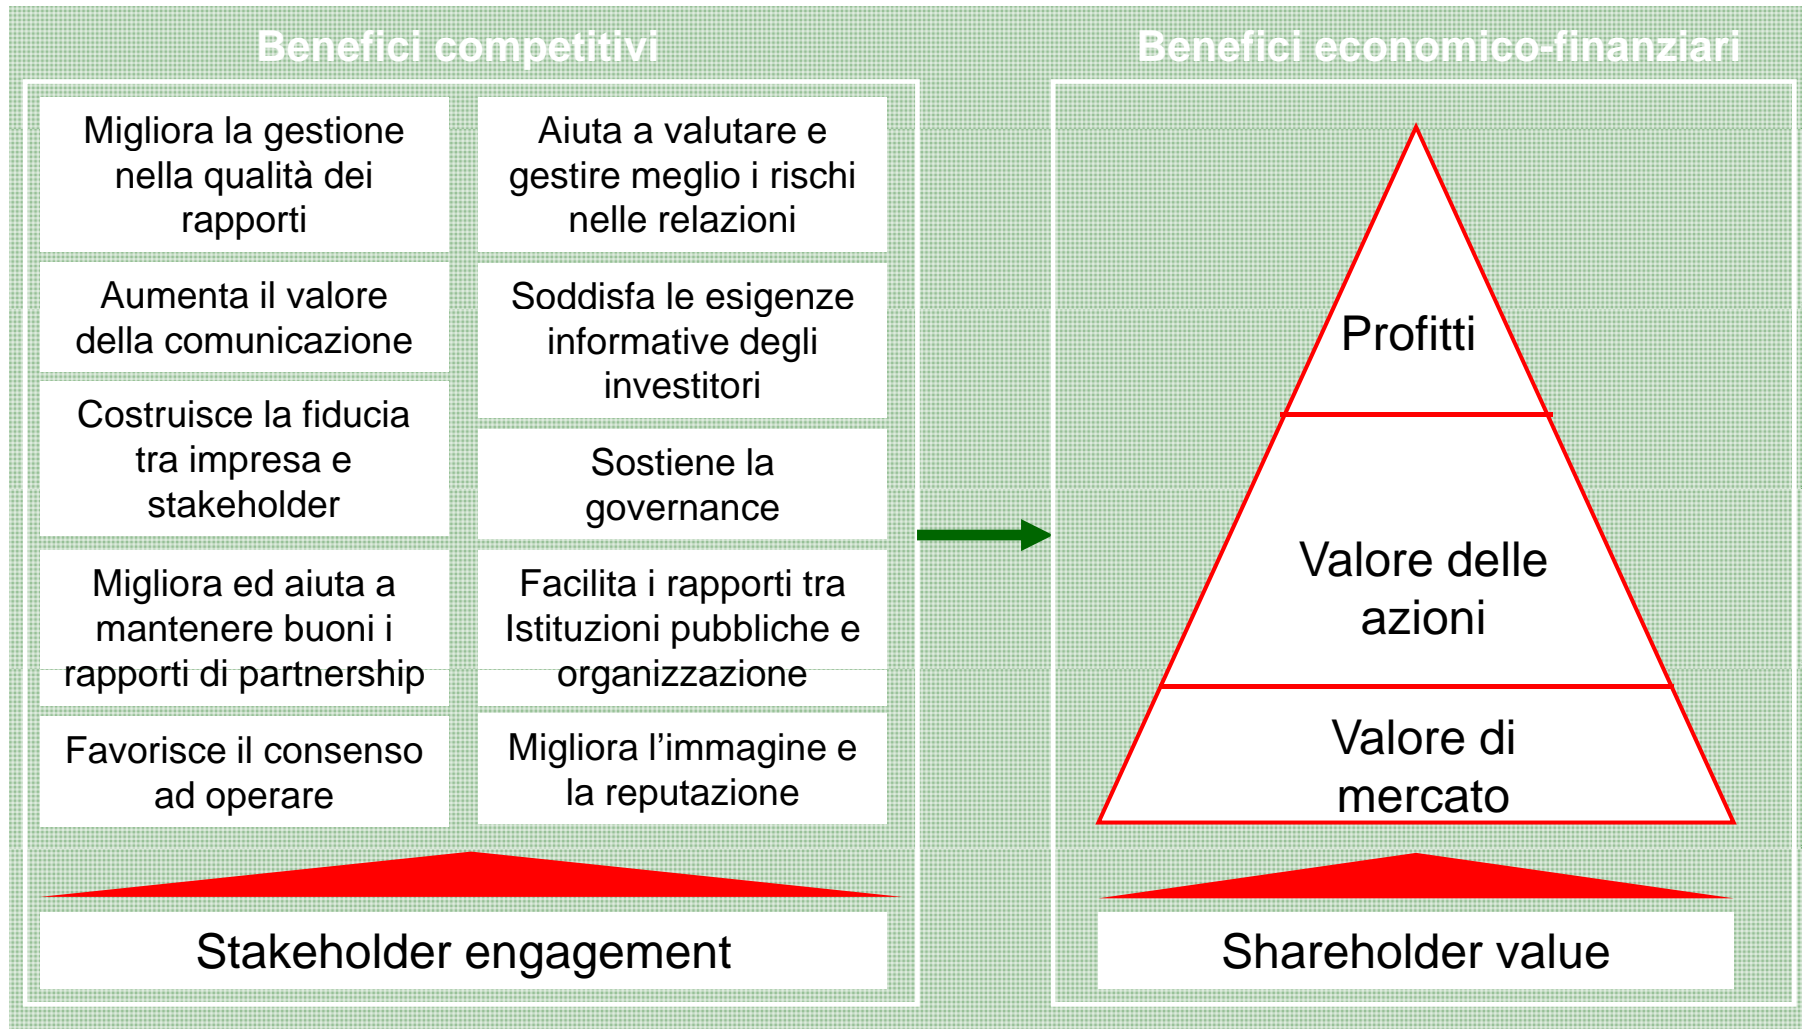 Benefici competitivi
Migliora la gestione
nella qualità dei
rapporti
Aumenta il valore
della comunicazione
Costruisce la fiducia
tra impresa e
stakeholder
Migliora ed aiuta a
mantenere buoni i
rapporti di partnership
Favorisce il consenso
ad operare
Aiuta a valutare e
gestire meglio i rischi
nelle relazioni
Soddisfa le esigenze
informative degli
investitori
Sostiene la
governance
Facilita i rapporti tra
Istituzioni pubbliche e
organizzazione
Migliora l’immagine e
la reputazione
Stakeholder engagement
Benefici economico-finanziari
Profitti
Valore delle
azioni
Valore di
mercato
Shareholder value